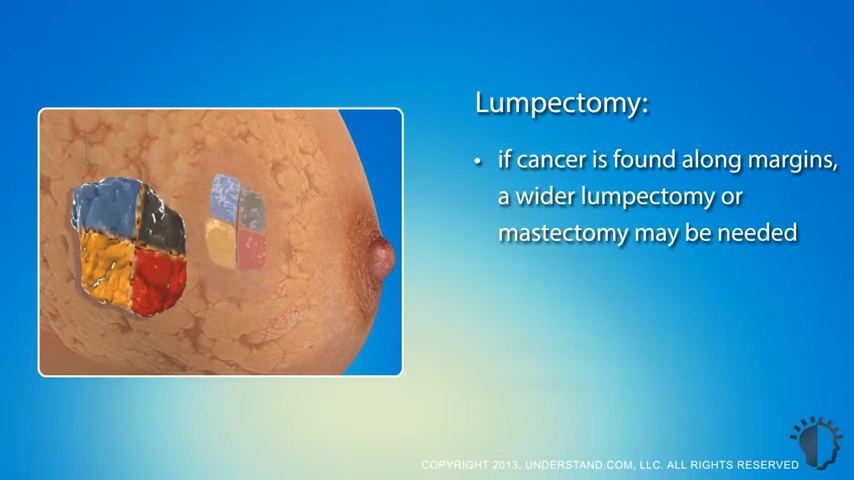 Lumpectomy:
• if cancer is found along margins,
a wider lumpectomy or
mastectomy may be needed
COPYRIGHT 2013, UNDERSTAND.COM, LLC. ALL RIGHTS RESERVED